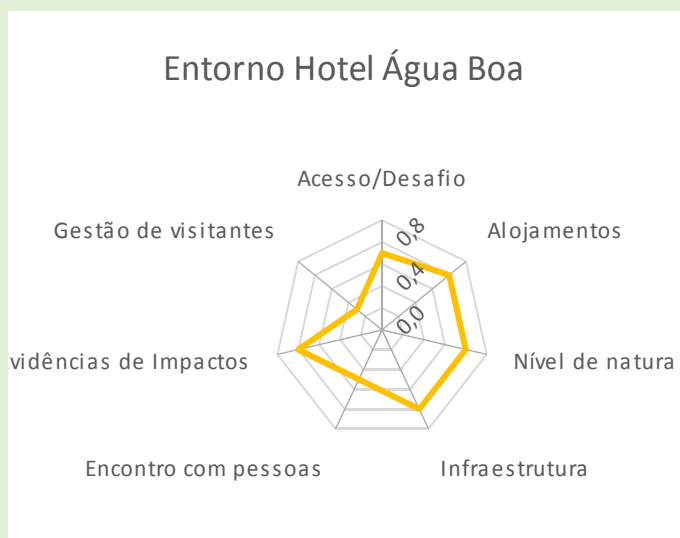 Entorno Hotel Água Boa
Acesso/Desafio
Gestão de visitantes
Alojamentos
0,8
0,4
0,0
vidências de Impactos
Nível de natura
Encontro com pessoas
Infraestrutura